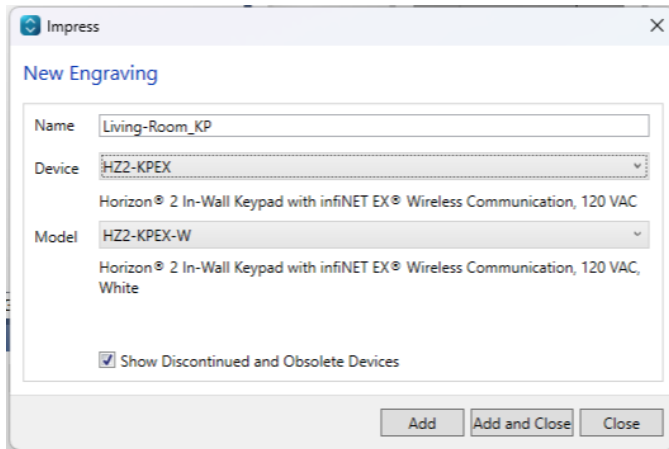 Impress
New Engraving
Name Living-Room_KP
Device HZ2-KPEX
Horizon® 2 In-Wall Keypad with infiNET EX® Wireless Communication, 120 VAC
Model HZ2-KPEX-W
Horizon® 2 In-Wall Keypad with infiNET EX® Wireless Communication, 120 VAC,
White
Show Discontinued and Obsolete Devices
Add Add and Close Close